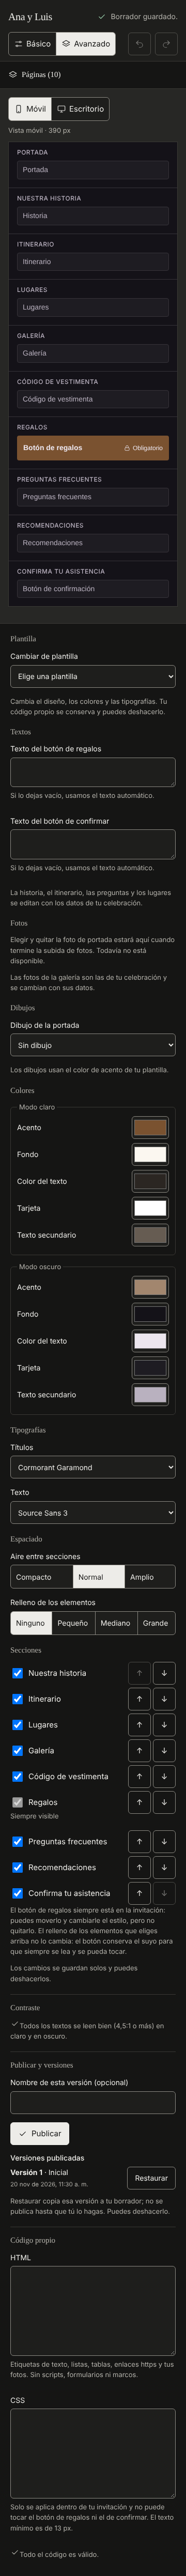 Ana y Luis
Borrador guardado.
Básico
Avanzado
Páginas (10)
Móvil
Escritorio
Vista móvil · 390 px
PORTADA
Portada
NUESTRA HISTORIA
Historia
ITINERARIO
Itinerario
LUGARES
Lugares
GALERÍA
Galería
CÓDIGO DE VESTIMENTA
Código de vestimenta
REGALOS
Botón de regalos
Obligatorio
PREGUNTAS FRECUENTES
Preguntas frecuentes
RECOMENDACIONES
Recomendaciones
CONFIRMA TU ASISTENCIA
Botón de confirmación
Plantilla
Cambiar de plantilla
Elige una plantilla
Cambia el diseño, los colores y las tipografías. Tu
código propio se conserva y puedes deshacerlo.
Textos
Texto del botón de regalos
Si lo dejas vacío, usamos el texto automático.
Texto del botón de confirmar
Si lo dejas vacío, usamos el texto automático.
La historia, el itinerario, las preguntas y los lugares
se editan con los datos de tu celebración.
Fotos
Elegir y quitar la foto de portada estará aquí cuando
termine la subida de fotos. Todavía no está
disponible.
Las fotos de la galería son las de tu celebración y
se cambian con sus datos.
Dibujos
Dibujo de la portada
Sin dibujo
Los dibujos usan el color de acento de tu plantilla.
Colores
Modo claro
Acento
Fondo
Color del texto
Tarjeta
Texto secundario
Modo oscuro
Acento
Fondo
Color del texto
Tarjeta
Texto secundario
Tipografías
Títulos
Cormorant Garamond
Texto
Source Sans 3
Espaciado
Aire entre secciones
Compacto
Normal
Amplio
Relleno de los elementos
Ninguno
Pequeño
Mediano
Grande
Secciones
Nuestra historia
Itinerario
Lugares
Galería
Código de vestimenta
Regalos
Siempre visible
Preguntas frecuentes
Recomendaciones
Confirma tu asistencia
El botón de regalos siempre está en la invitación:
puedes moverlo y cambiarle el estilo, pero no
quitarlo. El relleno de los elementos que eliges
arriba no lo cambia: el botón conserva el suyo para
que siempre se lea y se pueda tocar.
Los cambios se guardan solos y puedes
deshacerlos.
Contraste
Todos los textos se leen bien (4,5:1 o más) en
claro y en oscuro.
Publicar y versiones
Nombre de esta versión (opcional)
Publicar
Versiones publicadas
Versión 1 · Inicial
20 nov de 2026, 11:30 a. m.
Restaurar
Restaurar copia esa versión a tu borrador; no se
publica hasta que tú lo hagas. Puedes deshacerlo.
Código propio
HTML
Etiquetas de texto, listas, tablas, enlaces https y tus
fotos. Sin scripts, formularios ni marcos.
CSS
Solo se aplica dentro de tu invitación y no puede
tocar el botón de regalos ni el de confirmar. El texto
mínimo es de 13 px.
Todo el código es válido.